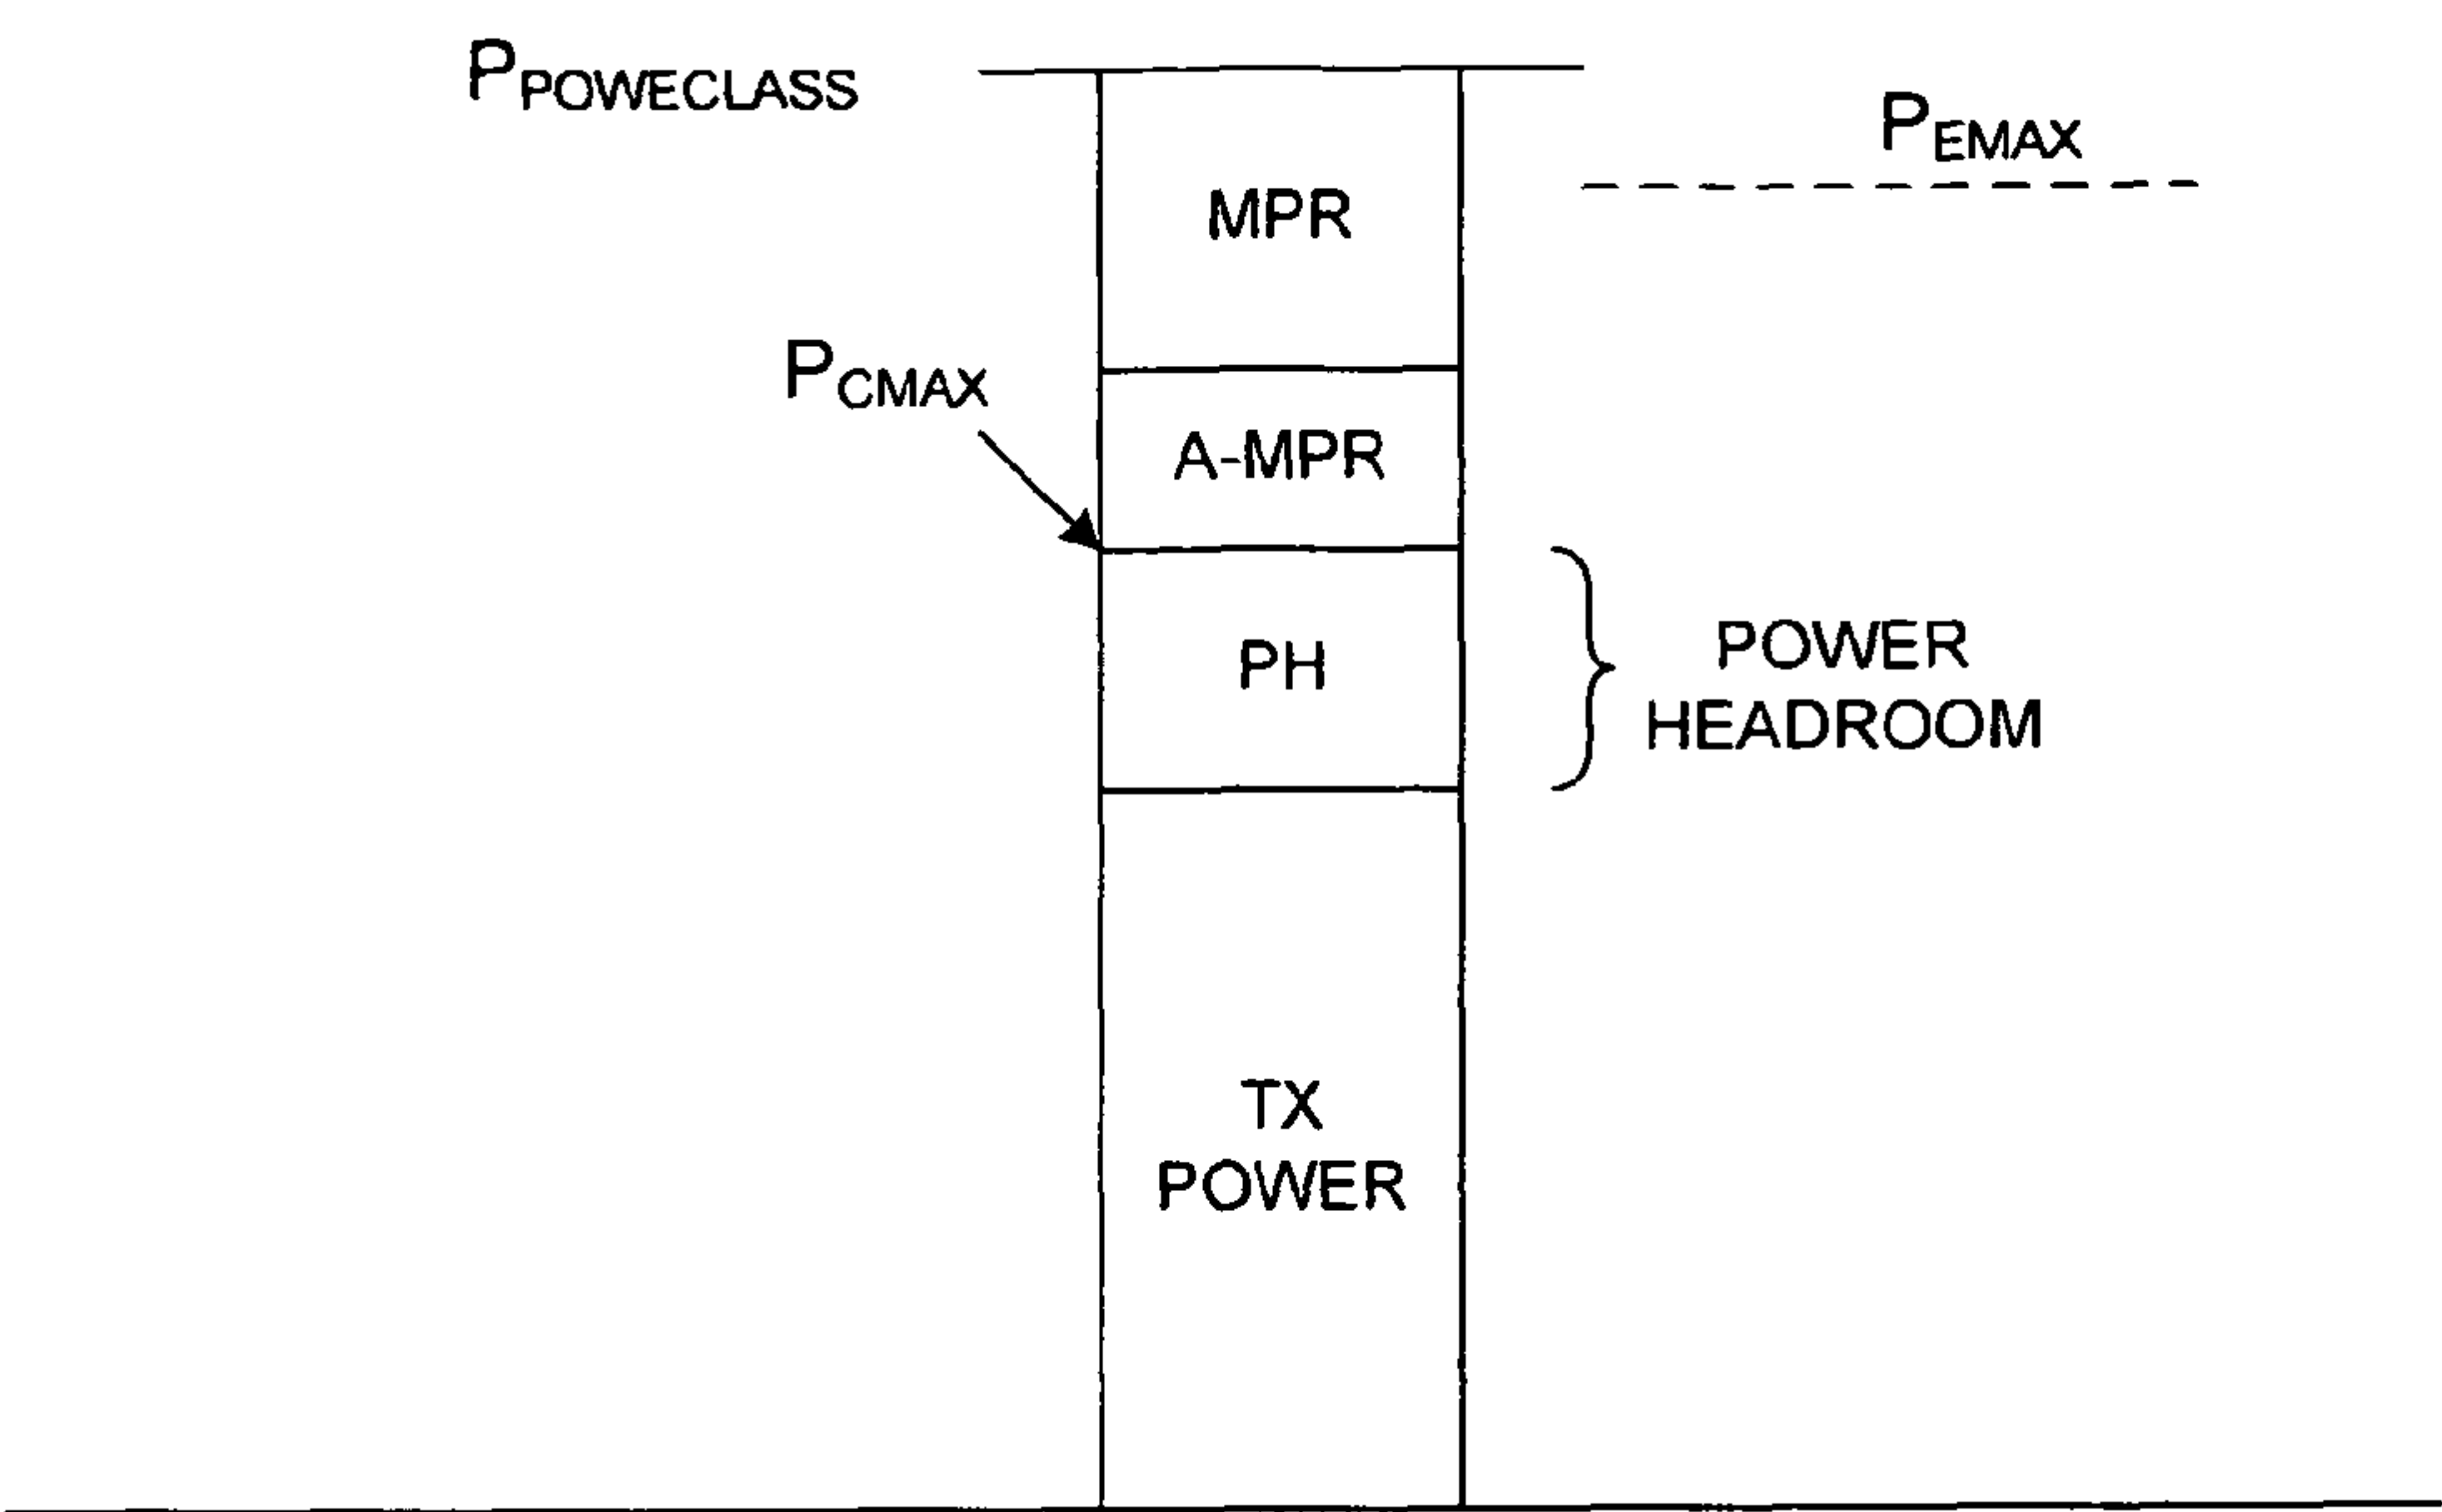 PPOWECLASS
PEMAX
MPR
PCMAX
A-MPR
PH
POWER
HEADROOM
TX
POWER